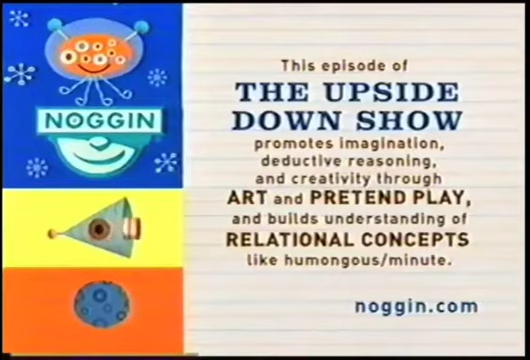 NOGGIN
This episode of
THE UPSIDE
DOWN SHOW
promotes imagination,
deductive reasoning,
and creativity through
ART and PRETEND PLAY,
and builds understanding of
RELATIONAL CONCEPTS
like humongous/minute.
noggin.com